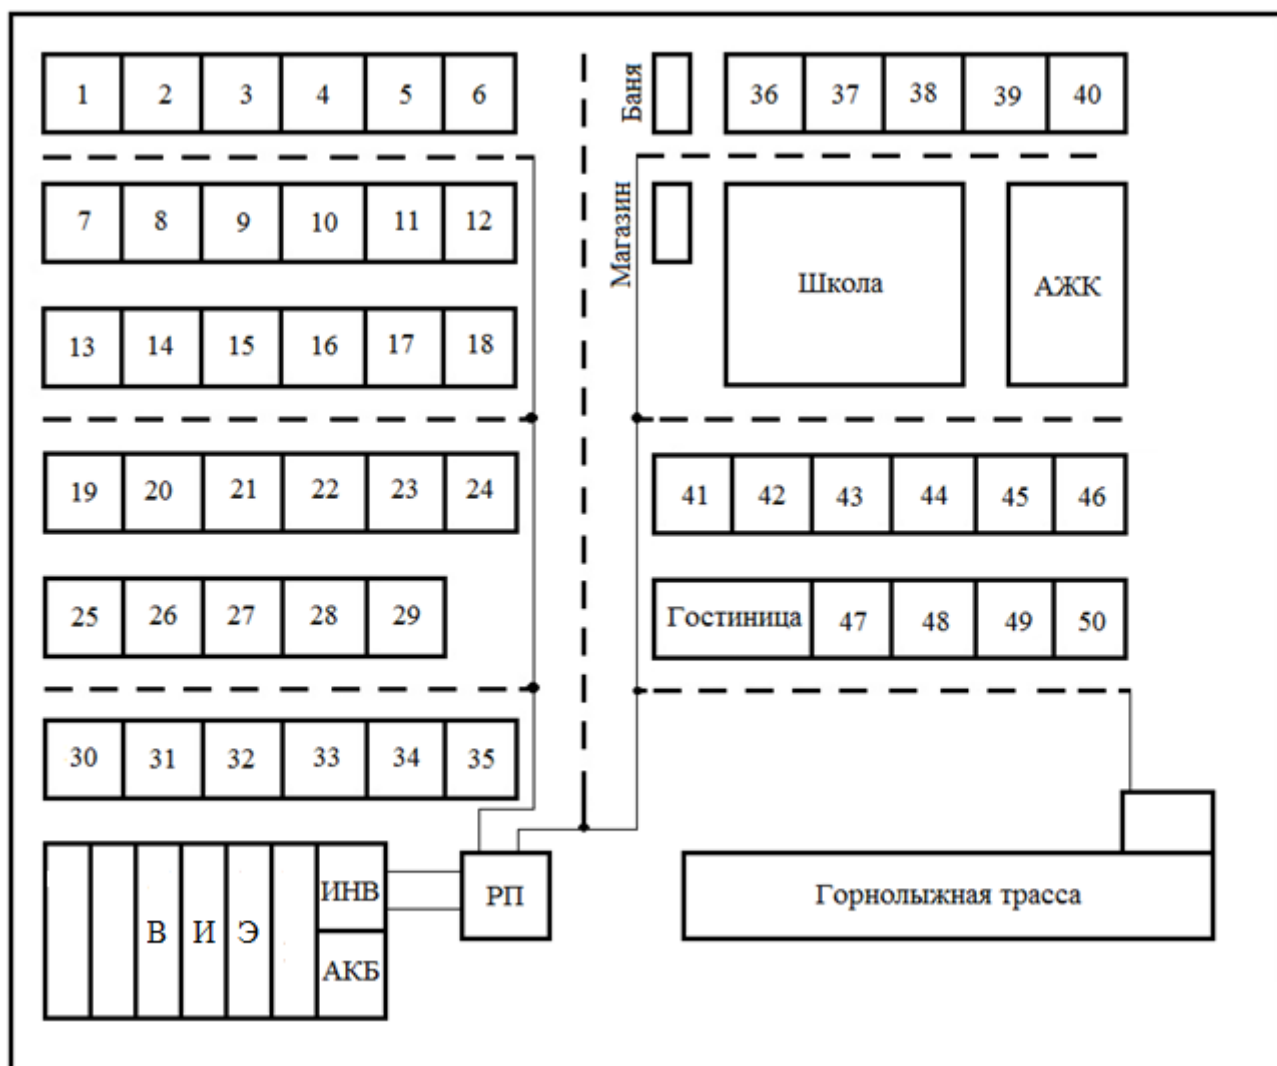 1 2 3 4 5 6 Баня 36 37 38 39 40
7 8 9 10 11 12 Магазин Школа АЖК
13 14 15 16 17 18
19 20 21 22 23 24 41 42 43 44 45 46
25 26 27 28 29 Гостиница 47 48 49 50
30 31 32 33 34 35
В И Э ИНВ РП Горнолыжная трасса
АКБ